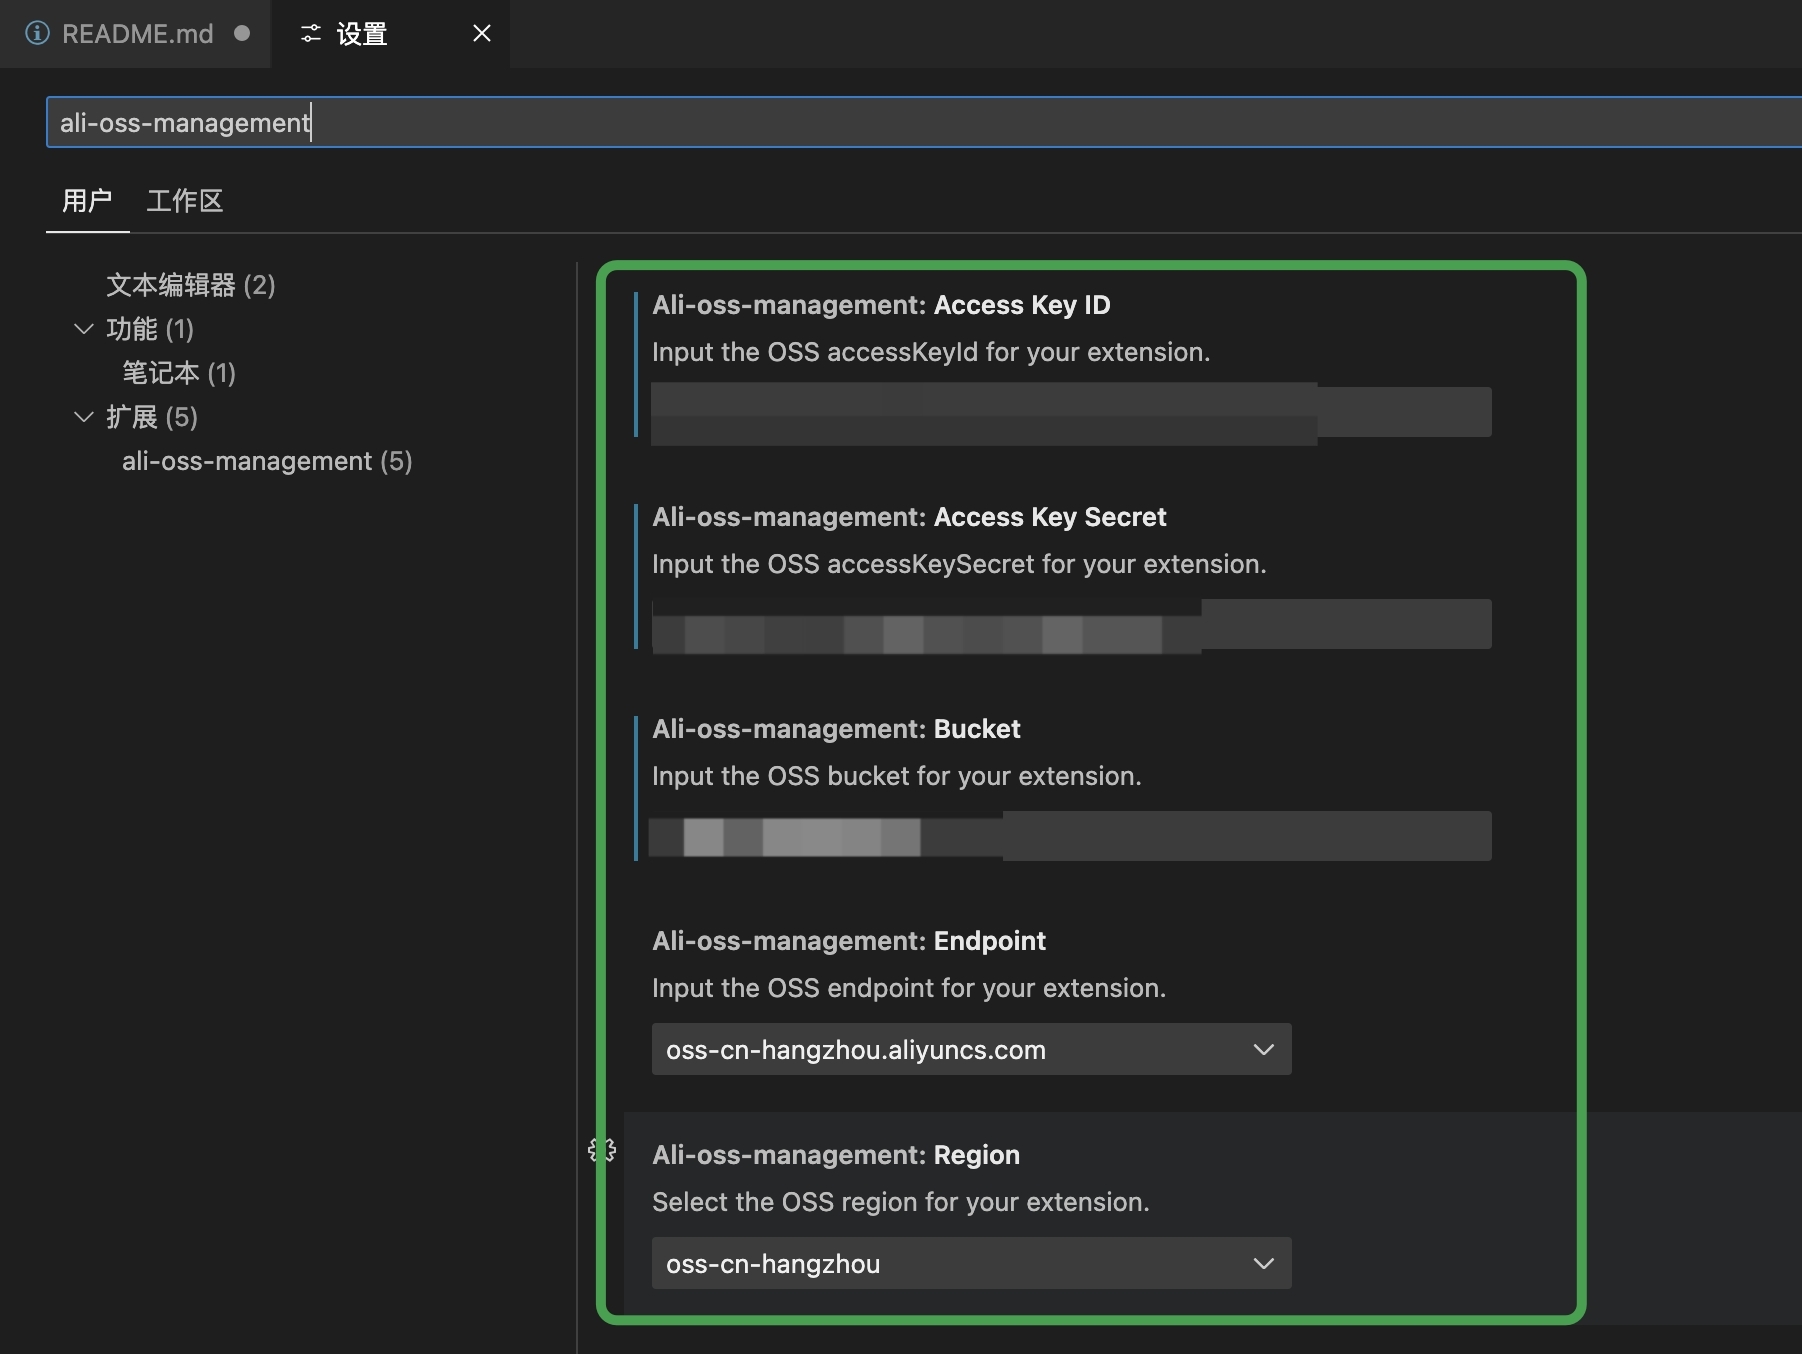 README.md
设置
ali-oss-management
用户 工作区
文本编辑器 (2)
功能 (1)
笔记本 (1)
扩展 (5)
ali-oss-management (5)
Ali-oss-management: Access Key ID
Input the OSS accessKeyId for your extension.
Ali-oss-management: Access Key Secret
Input the OSS accessKeySecret for your extension.
Ali-oss-management: Bucket
Input the OSS bucket for your extension.
Ali-oss-management: Endpoint
Input the OSS endpoint for your extension.
oss-cn-hangzhou.aliyuncs.com
Ali-oss-management: Region
Select the OSS region for your extension.
oss-cn-hangzhou